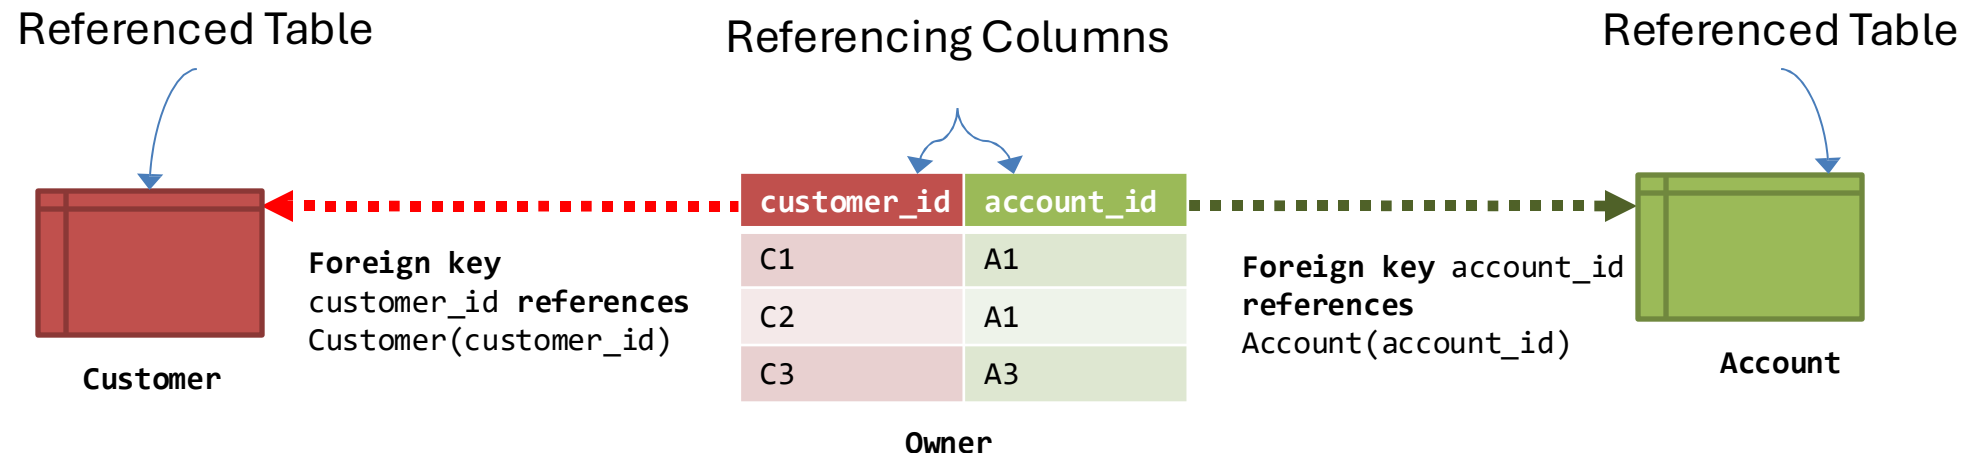 Referenced Table
Referencing Columns
Referenced Table
customer_id account_id
C1 A1
C2 A1
C3 A3
Owner
Foreign key
customer_id references
Customer(customer_id)
Customer
Foreign key account_id
references
Account(account_id)
Account